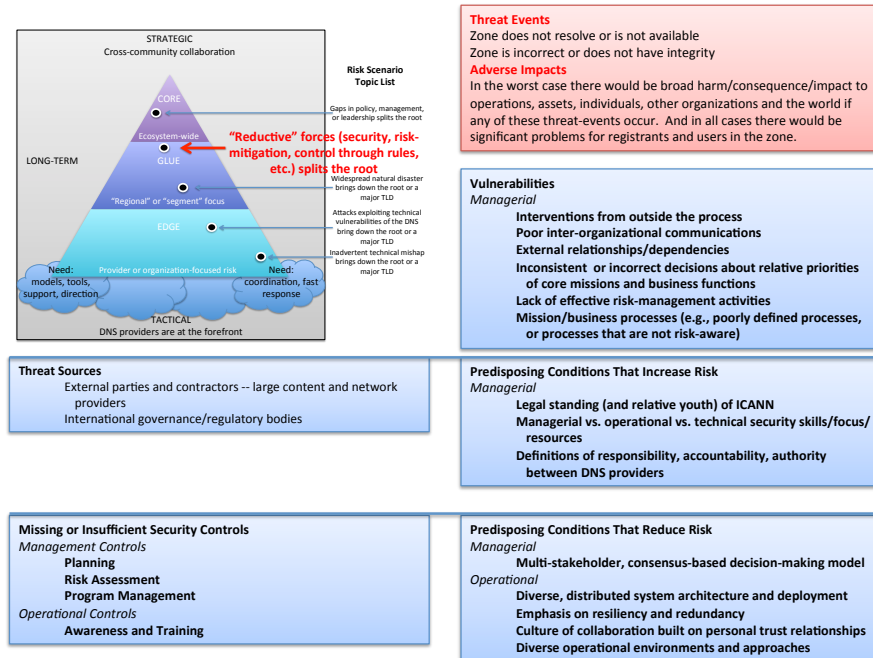 STRATEGIC
Cross-community collaboration
Risk Scenario
Topic List
CORE
Gaps in policy, management,
or leadership splits the root
Ecosystem-wide
"Reductive" forces (security, risk-
mitigation, control through rules,
etc.) splits the root
LONG-TERM
GLUE
Widespread natural disaster
brings down the root or a
major TLD
"Regional" or "segment" focus
Attacks exploiting technical
vulnerabilities of the DNS
bring down the root or a
major TLD
EDGE
Inadvertent technical mishap
brings down the root or a
major TLD
Provider or organization-focused risk
Need:
models, tools,
support, direction
Need:
coordination, fast
response
TACTICAL
DNS providers are at the forefront
Threat Events
Zone does not resolve or is not available
Zone is incorrect or does not have integrity
Adverse Impacts
In the worst case there would be broad harm/consequence/impact to
operations, assets, individuals, other organizations and the world if
any of these threat-events occur. And in all cases there would be
significant problems for registrants and users in the zone.
Vulnerabilities
Managerial
Interventions from outside the process
Poor inter-organizational communications
External relationships/dependencies
Inconsistent or incorrect decisions about relative priorities
of core missions and business functions
Lack of effective risk-management activities
Mission/business processes (e.g., poorly defined processes,
or processes that are not risk-aware)
Threat Sources
External parties and contractors -- large content and network
providers
International governance/regulatory bodies
Predisposing Conditions That Increase Risk
Managerial
Legal standing (and relative youth) of ICANN
Managerial vs. operational vs. technical security skills/focus/
resources
Definitions of responsibility, accountability, authority
between DNS providers
Missing or Insufficient Security Controls
Management Controls
Planning
Risk Assessment
Program Management
Operational Controls
Awareness and Training
Predisposing Conditions That Reduce Risk
Managerial
Multi-stakeholder, consensus-based decision-making model
Operational
Diverse, distributed system architecture and deployment
Emphasis on resiliency and redundancy
Culture of collaboration built on personal trust relationships
Diverse operational environments and approaches